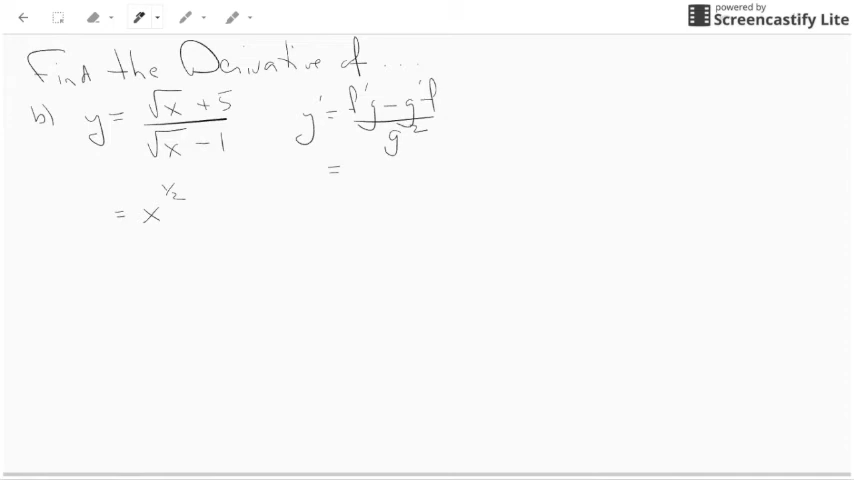 powered by
Screencastify Lite
Find the Derivative of ...
b) y = (√x + 5)/(√x - 1) y' = (f'g - g'f)/g²
=
= x^(1/2)